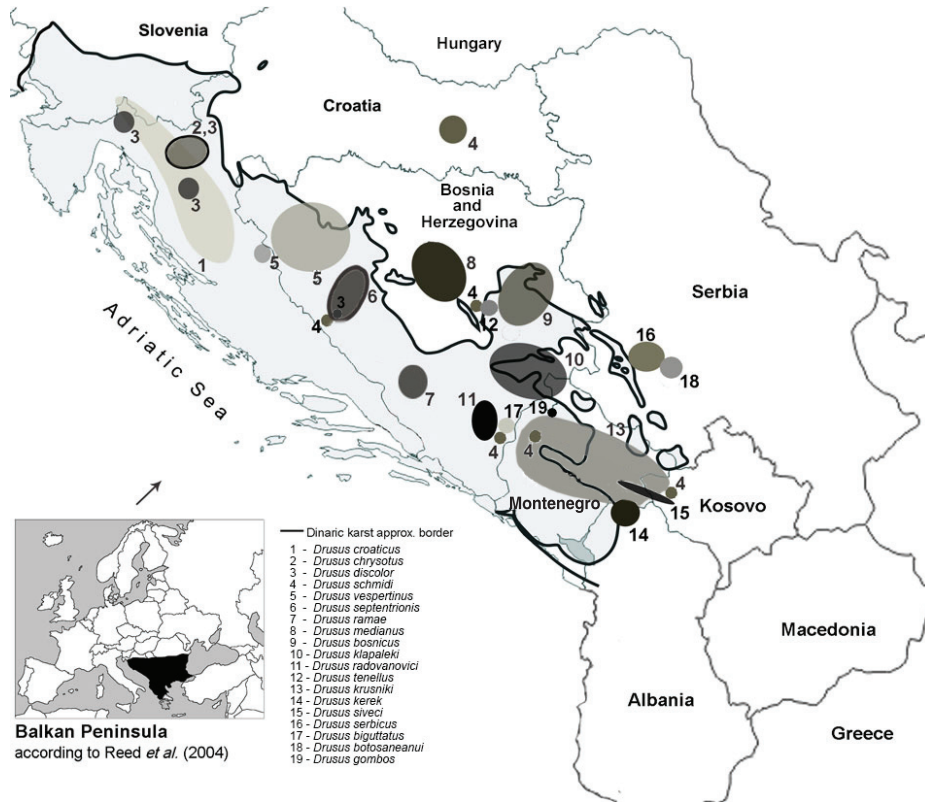 Slovenia
Hungary
Croatia
2,3
3
4
3
Bosnia
and
Herzegovina
1
5
5
8
3
6
4
4
12
9
Serbia
16
18
10
7
11
17
19
4
4
13
4
15
Montenegro
14
Kosovo
Adriatic Sea
Macedonia
Albania
Greece
Dinaric karst approx. border
1 - Drusus croaticus
2 - Drusus chrysotus
3 - Drusus discolor
4 - Drusus schmidi
5 - Drusus vespertinus
6 - Drusus septentrionis
7 - Drusus ramae
8 - Drusus medianus
9 - Drusus bosnicus
10 - Drusus klapaleki
11 - Drusus radovanovici
12 - Drusus tenellus
13 - Drusus krusniki
14 - Drusus kerek
15 - Drusus siveci
16 - Drusus serbicus
17 - Drusus biguttatus
18 - Drusus botosaneanui
19 - Drusus gombos
Balkan Peninsula
according to Reed et al. (2004)